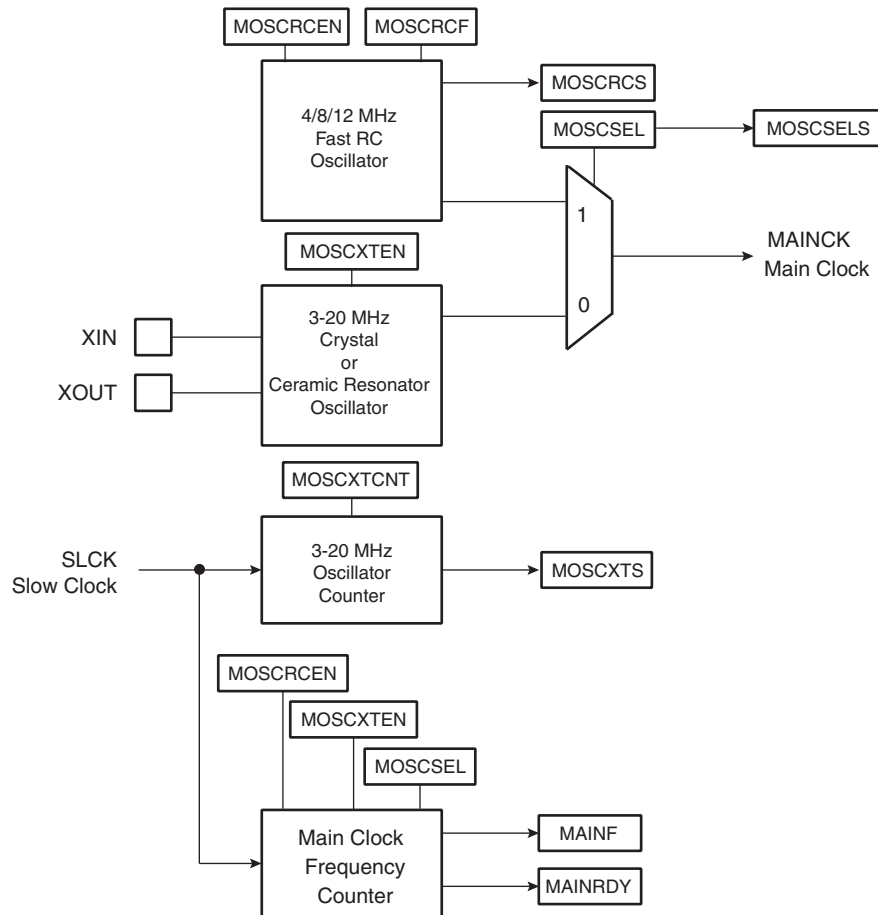 MOSCRCEN
MOSCRCF
4/8/12 MHz
Fast RC
Oscillator
MOSCRCS
MOSCSEL
MOSCSELS
1
0
MAINCK
Main Clock
MOSCXTEN
XIN
XOUT
3-20 MHz
Crystal
or
Ceramic Resonator
Oscillator
MOSCXTCNT
SLCK
Slow Clock
3-20 MHz
Oscillator
Counter
MOSCXTS
MOSCRCEN
MOSCXTEN
MOSCSEL
Main Clock
Frequency
Counter
MAINF
MAINRDY